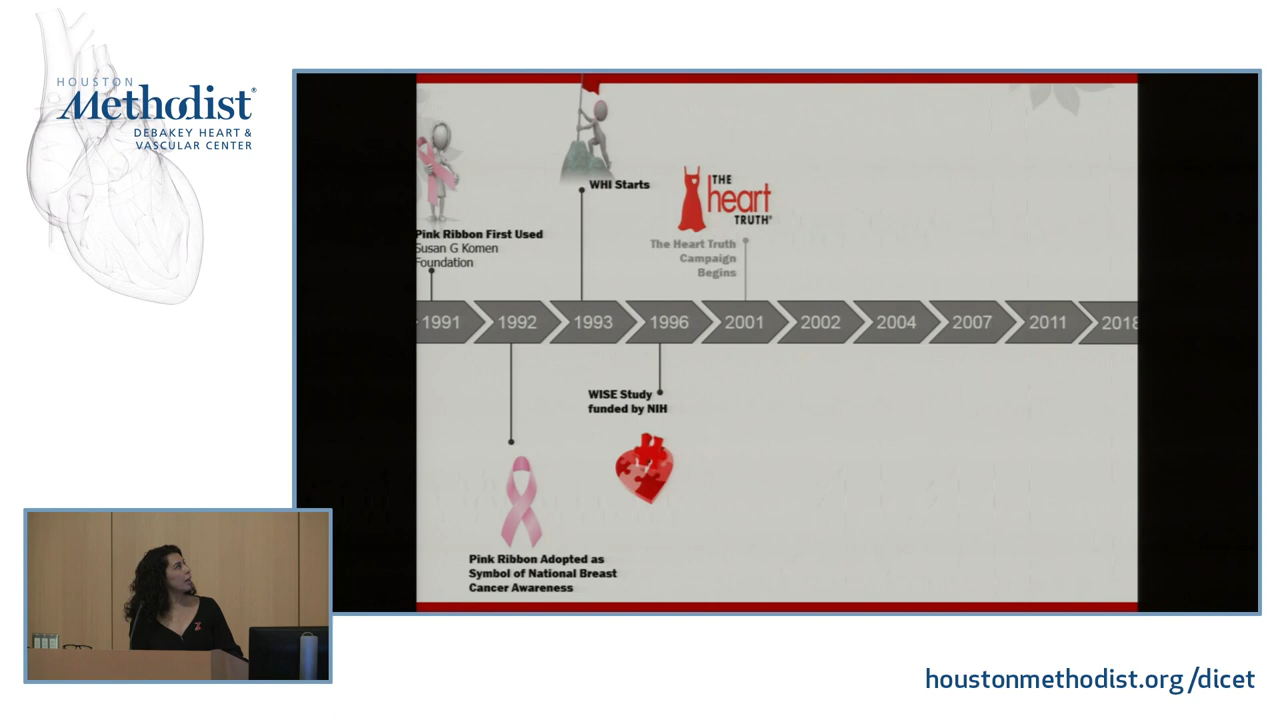 HOUSTON
Methodist®
DEBAKEY HEART &
VASCULAR CENTER
WHI Starts
THE
heart
TRUTH®
Pink Ribbon First Used
Susan G Komen
Foundation
The Heart Truth
Campaign
Begins
1991
1992
1993
1996
2001
2002
2004
2007
2011
2018
WISE Study
funded by NIH
Pink Ribbon Adopted as
Symbol of National Breast
Cancer Awareness
houstonmethodist.org/dicet